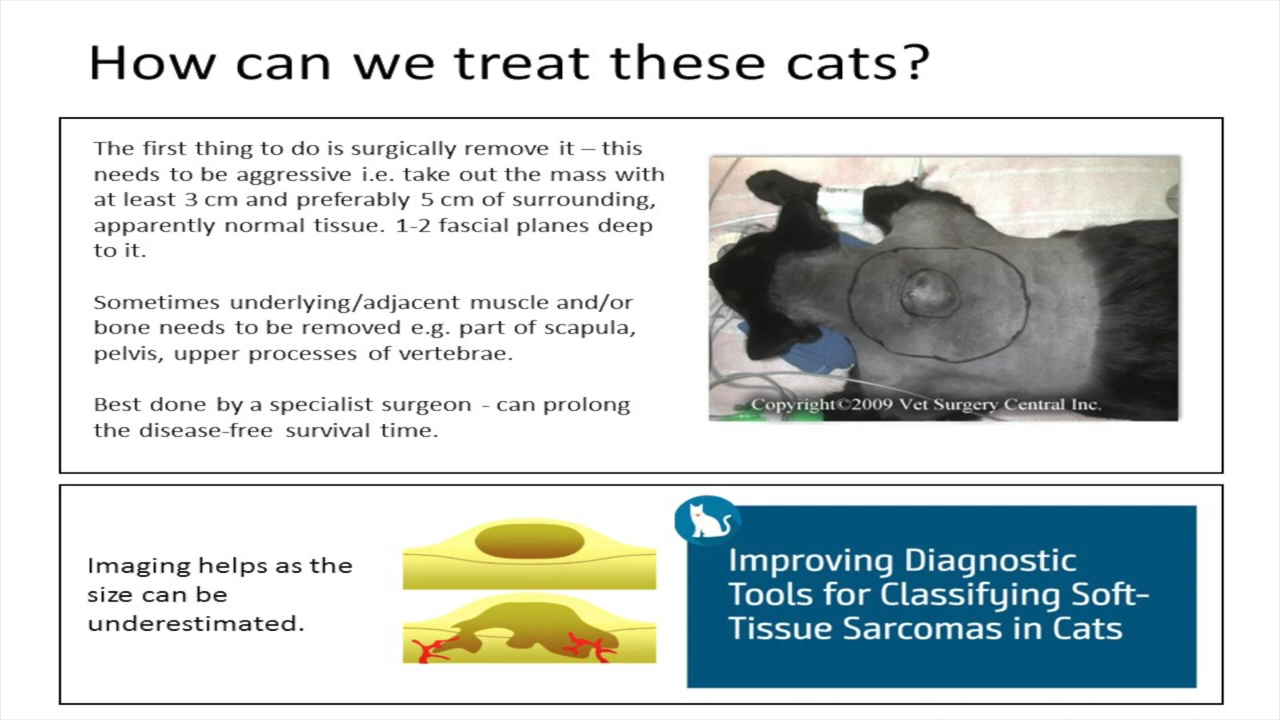 How can we treat these cats?
The first thing to do is surgically remove it – this
needs to be aggressive i.e. take out the mass with
at least 3 cm and preferably 5 cm of surrounding,
apparently normal tissue. 1-2 fascial planes deep
to it.
Sometimes underlying/adjacent muscle and/or
bone needs to be removed e.g. part of scapula,
pelvis, upper processes of vertebrae.
Best done by a specialist surgeon - can prolong
the disease-free survival time.
Copyright©2009 Vet Surgery Central Inc.
Imaging helps as the
size can be
underestimated.
Improving Diagnostic
Tools for Classifying Soft-
Tissue Sarcomas in Cats